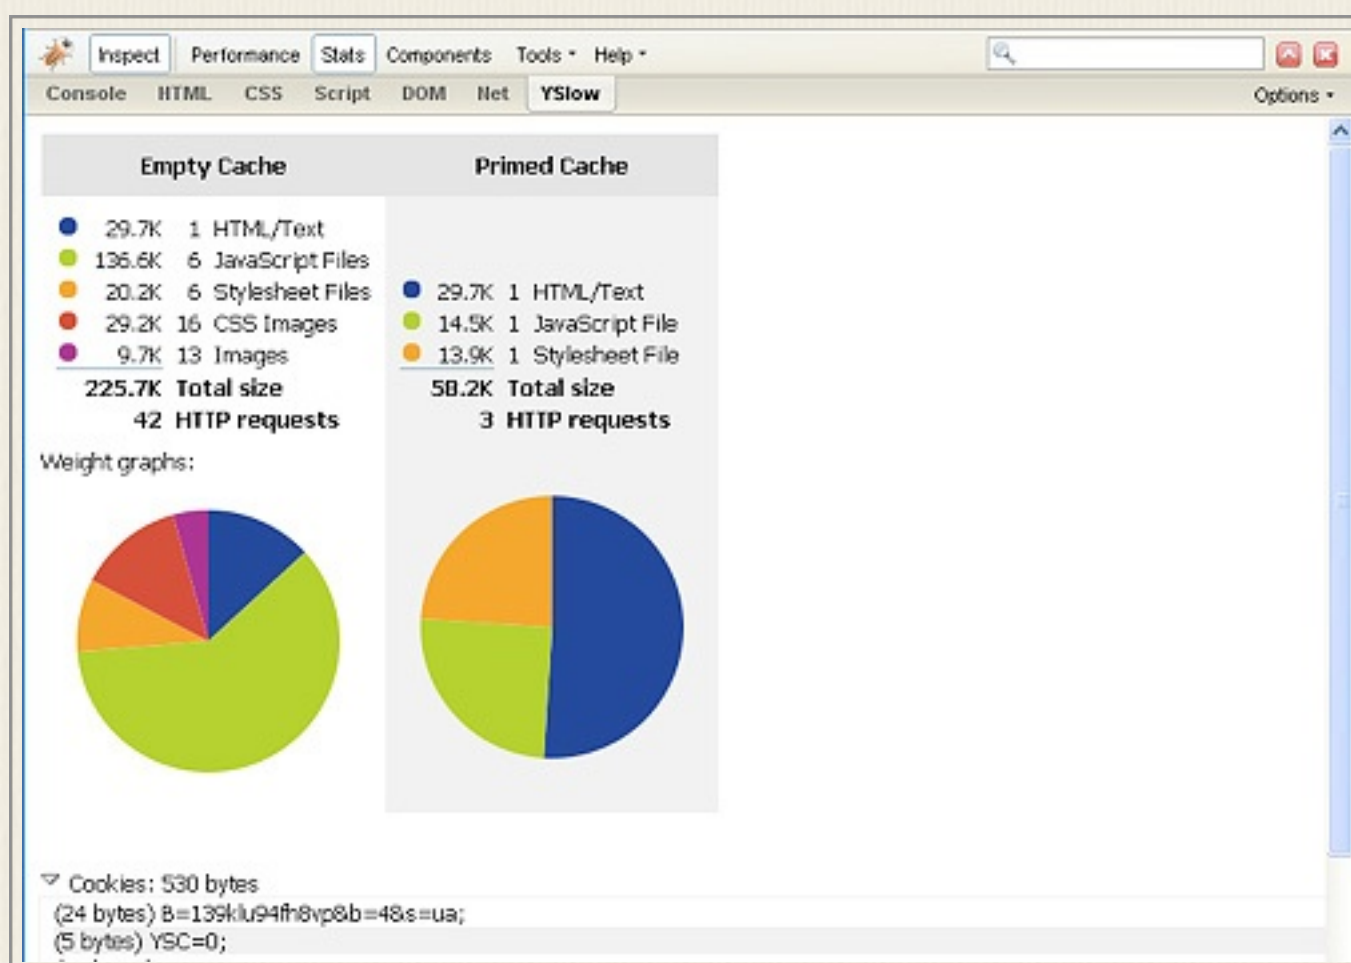 Inspect Performance Stats Components Tools Help
Console HTML CSS Script DOM Net YSlow Options
Empty Cache Primed Cache
29.7K 1 HTML/Text
136.6K 6 JavaScript Files
20.2K 6 Stylesheet Files
29.2K 16 CSS Images
9.7K 13 Images
225.7K Total size
42 HTTP requests
29.7K 1 HTML/Text
14.5K 1 JavaScript File
13.9K 1 Stylesheet File
58.2K Total size
3 HTTP requests
Weight graphs:
Cookies: 530 bytes
(24 bytes) B=139klu94fh8vp&b=4&s=ua;
(5 bytes) YSC=0;